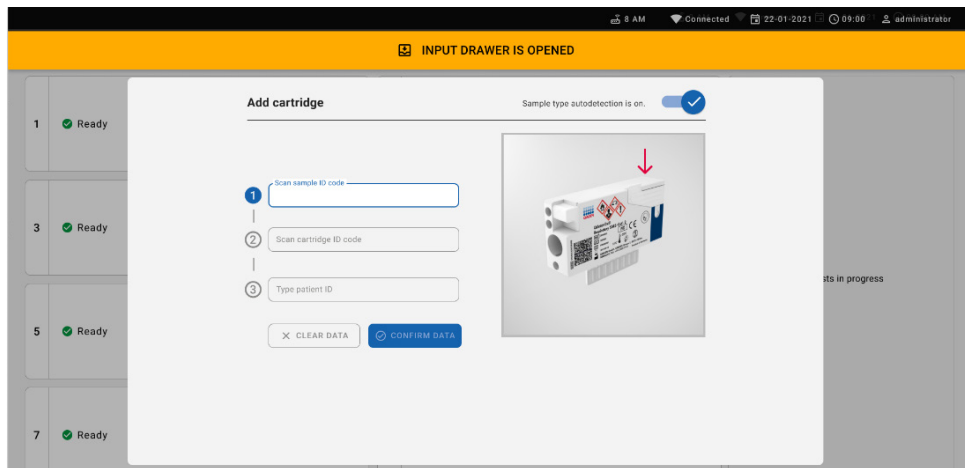 8 AM Connected 22-01-2021 09:00 administrator
INPUT DRAWER IS OPENED
Add cartridge
Sample type autodetection is on.
1 Ready
3 Ready
5 Ready
7 Ready
1 Scan sample ID code
2 Scan cartridge ID code
3 Type patient ID
CLEAR DATA
CONFIRM DATA
sts in progress